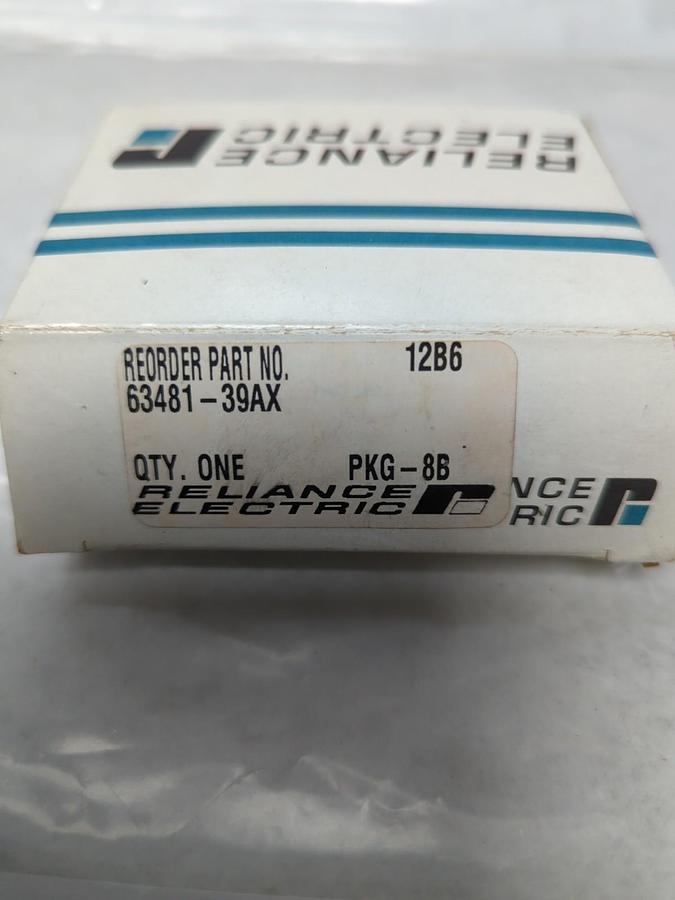 RELIANCE
ELECTRIC
REORDER PART NO. 12B6
63481-39AX
QTY. ONE PKG-8B
RELIANCE
ELECTRIC
NCE
RIC